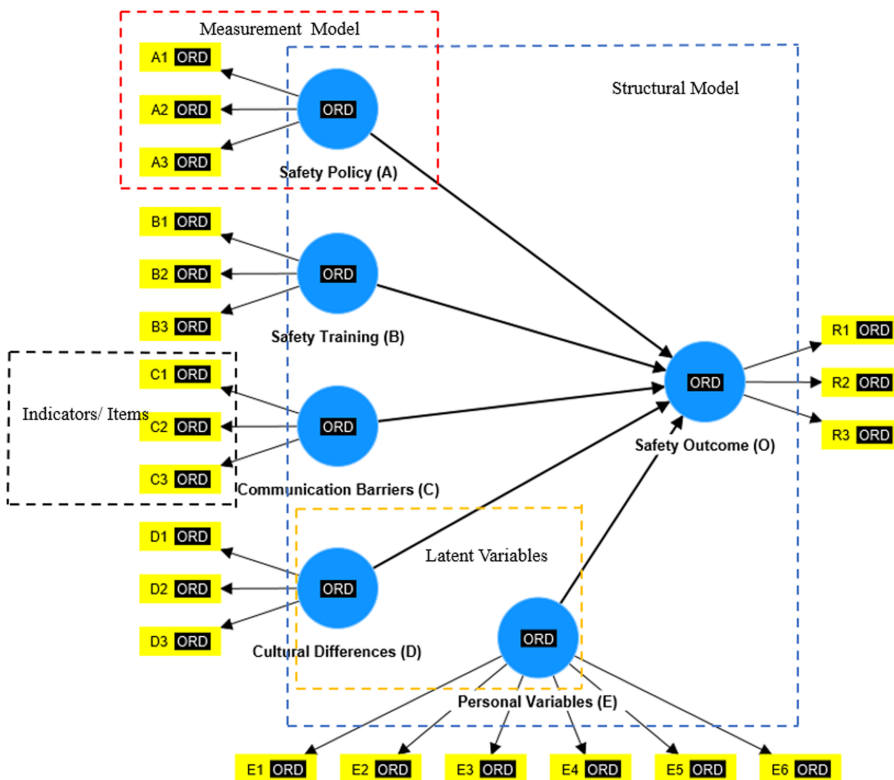 Measurement Model
A1 ORD
A2 ORD
A3 ORD
ORD
Safety Policy (A)
Structural Model
B1 ORD
B2 ORD
B3 ORD
ORD
Safety Training (B)
Indicators/ Items
C1 ORD
C2 ORD
C3 ORD
ORD
Communication Barriers (C)
ORD
Safety Outcome (O)
R1 ORD
R2 ORD
R3 ORD
Latent Variables
D1 ORD
D2 ORD
D3 ORD
ORD
Cultural Differences (D)
ORD
Personal Variables (E)
E1 ORD
E2 ORD
E3 ORD
E4 ORD
E5 ORD
E6 ORD